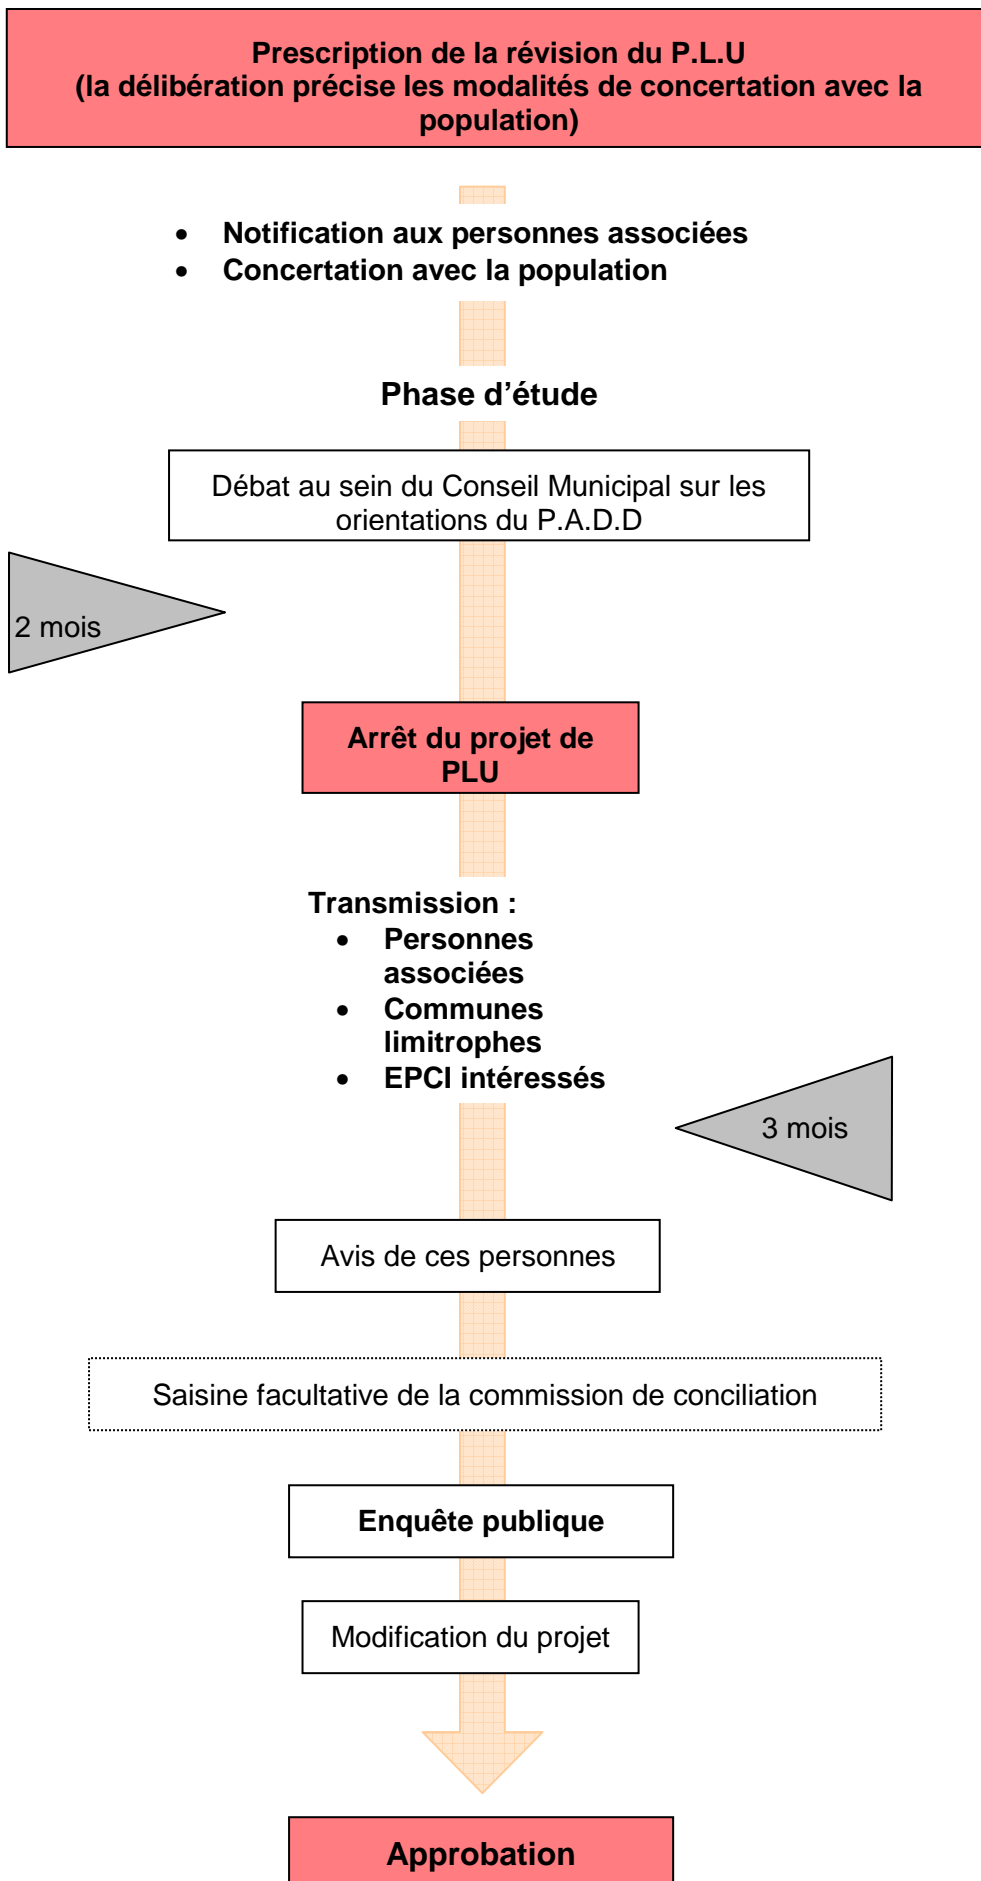 Prescription de la révision du P.L.U
(la délibération précise les modalités de concertation avec la
population)
• Notification aux personnes associées
• Concertation avec la population
Phase d’étude
Débat au sein du Conseil Municipal sur les
orientations du P.A.D.D
2 mois
Arrêt du projet de
PLU
Transmission :
• Personnes
associées
• Communes
limitrophes
• EPCI intéressés
3 mois
Avis de ces personnes
Saisine facultative de la commission de conciliation
Enquête publique
Modification du projet
Approbation